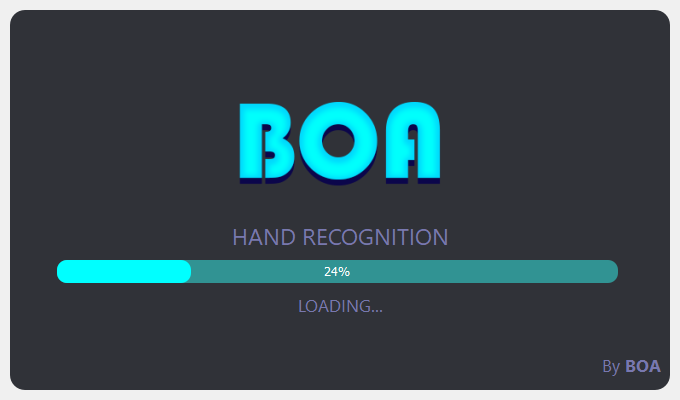 BOA
HAND RECOGNITION
24%
LOADING...
By BOA